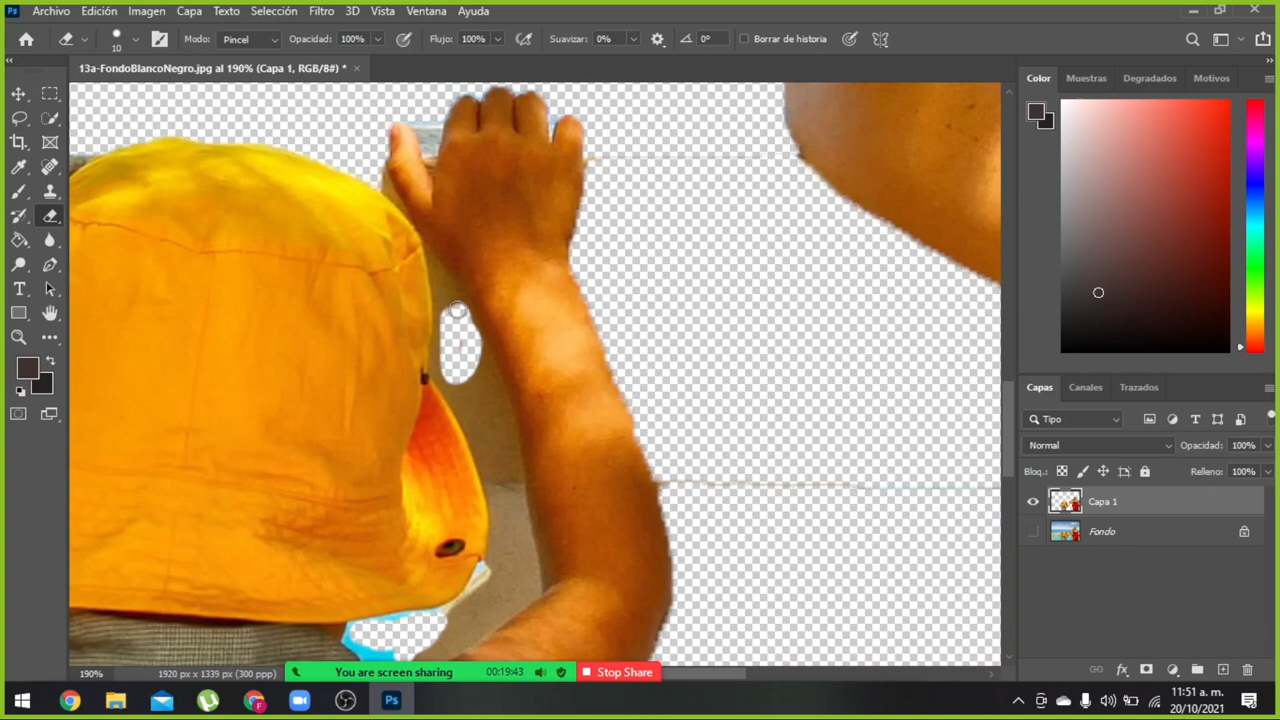 Ps Archivo Edición Imagen Capa Texto Selección Filtro 3D Vista Ventana Ayuda
10 Modo: Pincel Opacidad: 100% Flujo: 100% Suavizar: 0% 0° Borrar de historia
13a-FondoBlancoNegro.jpg al 190% (Capa 1, RGB/8#) * ×
Color Muestras Degradados Motivos
Capas Canales Trazados
Tipo
Normal Opacidad: 100%
Bloq.: Relleno: 100%
Capa 1
Fondo
190% 1920 px x 1339 px (300 ppp)
You are screen sharing 00:19:43 Stop Share
F Ps
11:51 a. m.
20/10/2021